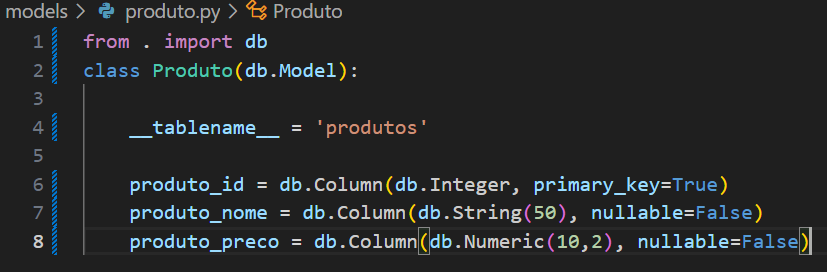 models > produto.py > Produto
1 from . import db
2 class Produto(db.Model):
3
4 __tablename__ = 'produtos'
5
6 produto_id = db.Column(db.Integer, primary_key=True)
7 produto_nome = db.Column(db.String(50), nullable=False)
8 produto_preco = db.Column(db.Numeric(10,2), nullable=False)